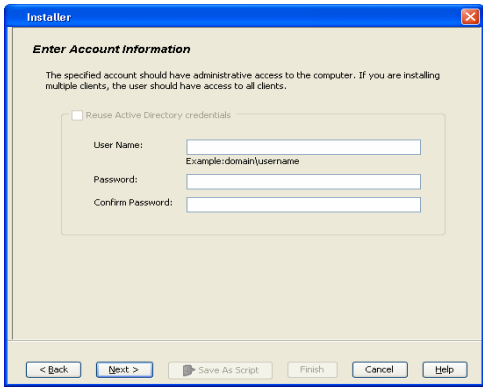 Installer
Enter Account Information
The specified account should have administrative access to the computer. If you are installing
multiple clients, the user should have access to all clients.
Reuse Active Directory credentials
User Name:
Example:domain\username
Password:
Confirm Password:
< Back Next > Save As Script Finish Cancel Help